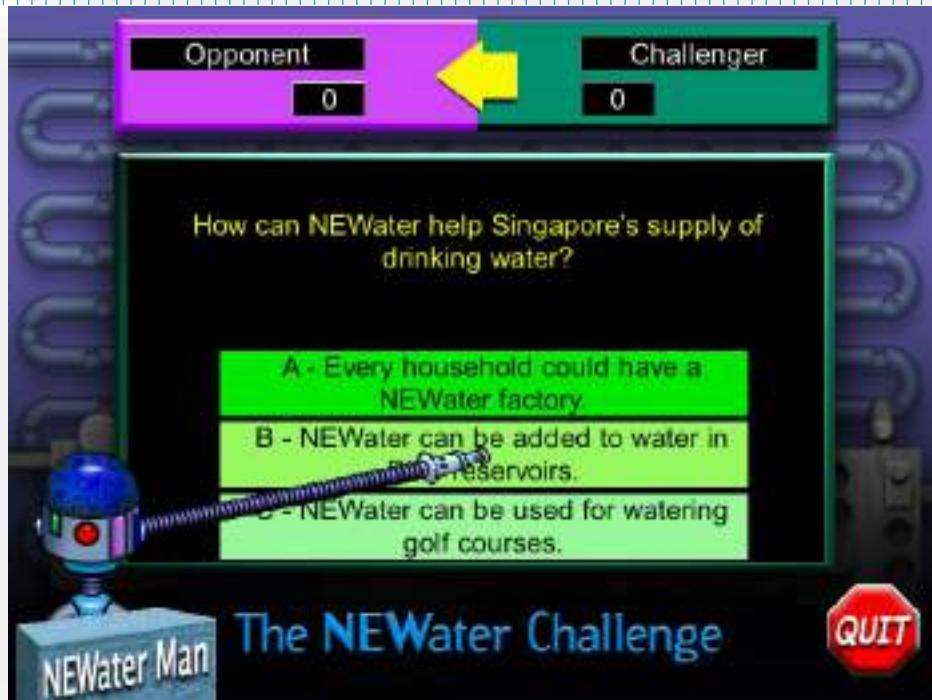 Opponent
Challenger
0
0
How can NEWater help Singapore's supply of
drinking water?
A - Every household could have a
NEWater factory.
B - NEWater can be added to water in
reservoirs.
- NEWater can be used for watering
golf courses.
The NEWater Challenge
QUIT
NEWater Man